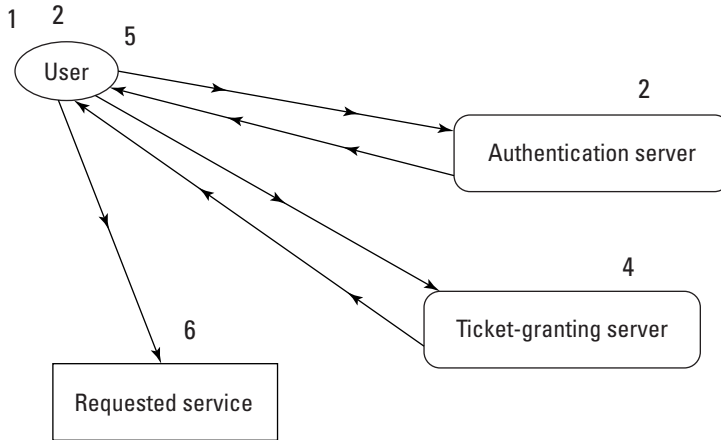 1 2
5
User
2
Authentication server
4
Ticket-granting server
6
Requested service